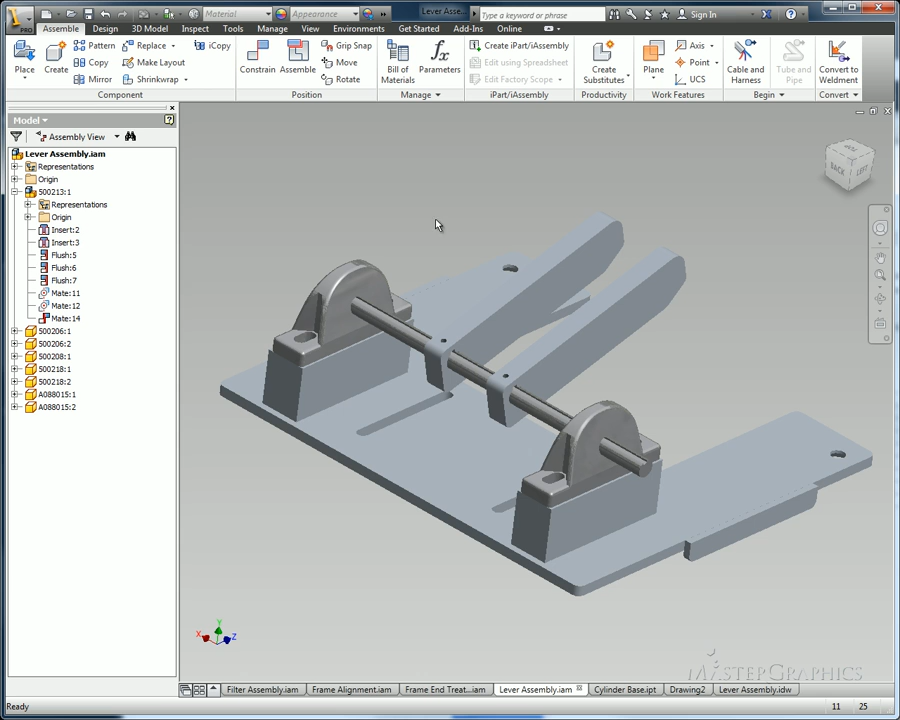 PRO
Material
Appearance
Lever Asse...
Type a keyword or phrase
Sign In
Assemble Design 3D Model Inspect Tools Manage View Environments Get Started Add-Ins Online
Place
Create
Pattern
Copy
Mirror
Replace
Make Layout
Shrinkwrap
iCopy
Component
Constrain
Assemble
Grip Snap
Move
Rotate
Position
Bill of
Materials
fx
Parameters
Manage
Create iPart/iAssembly
Edit using Spreadsheet
Edit Factory Scope
iPart/iAssembly
Create
Substitutes
Productivity
Plane
Axis
Point
UCS
Work Features
Cable and
Harness
Tube and
Pipe
Begin
Convert to
Weldment
Convert
Model
Assembly View
Lever Assembly.iam
Representations
Origin
500213:1
Representations
Origin
Insert:2
Insert:3
Flush:5
Flush:6
Flush:7
Mate:11
Mate:12
Mate:14
500206:1
500206:2
500208:1
500218:1
500218:2
A088015:1
A088015:2
TOP
BACK
LEFT
X Y Z
MASTERGRAPHICS
Filter Assembly.iam Frame Alignment.iam Frame End Treat....iam Lever Assembly.iam Cylinder Base.ipt Drawing2 Lever Assembly.idw
Ready
11 25